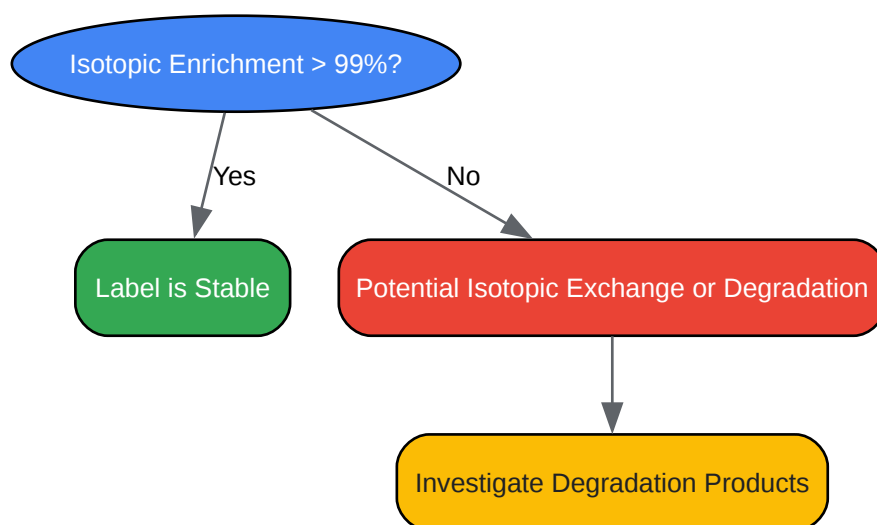 Isotopic Enrichment > 99%?
Yes
No
Label is Stable
Potential Isotopic Exchange or Degradation
Investigate Degradation Products